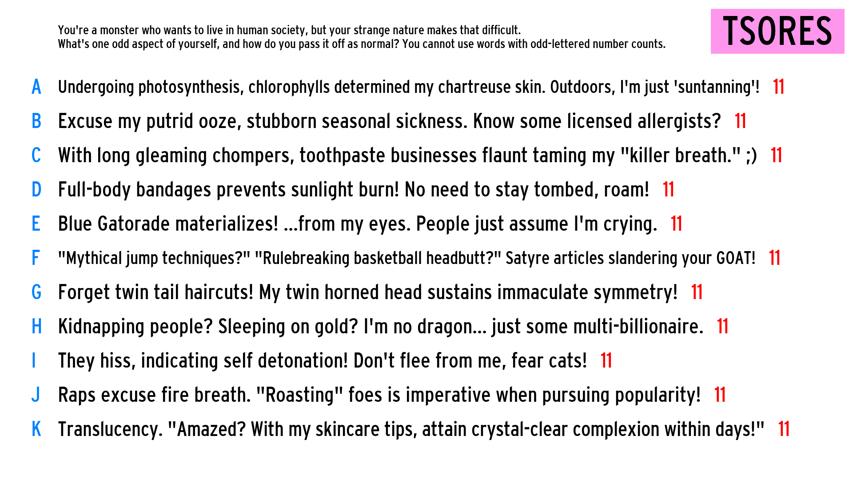 You're a monster who wants to live in human society, but your strange nature makes that difficult.
What's one odd aspect of yourself, and how do you pass it off as normal? You cannot use words with odd-lettered number counts.
TSORES
A Undergoing photosynthesis, chlorophylls determined my chartreuse skin. Outdoors, I'm just 'suntanning'! 11
B Excuse my putrid ooze, stubborn seasonal sickness. Know some licensed allergists? 11
C With long gleaming chompers, toothpaste businesses flaunt taming my "killer breath." ;) 11
D Full-body bandages prevents sunlight burn! No need to stay tombed, roam! 11
E Blue Gatorade materializes! ...from my eyes. People just assume I'm crying. 11
F "Mythical jump techniques?" "Rulebreaking basketball headbutt?" Satyre articles slandering your GOAT! 11
G Forget twin tail haircuts! My twin horned head sustains immaculate symmetry! 11
H Kidnapping people? Sleeping on gold? I'm no dragon... just some multi-billionaire. 11
I They hiss, indicating self detonation! Don't flee from me, fear cats! 11
J Raps excuse fire breath. "Roasting" foes is imperative when pursuing popularity! 11
K Translucency. "Amazed? With my skincare tips, attain crystal-clear complexion within days!" 11